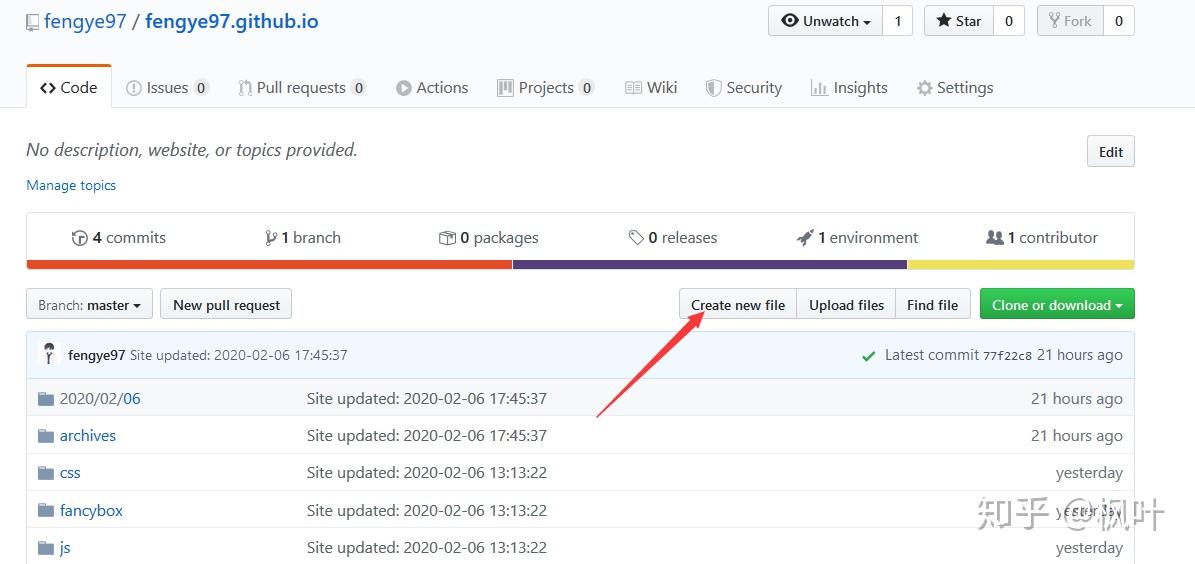 fengye97 / fengye97.github.io Unwatch 1 Star 0 Fork 0
Code Issues 0 Pull requests 0 Actions Projects 0 Wiki Security Insights Settings
No description, website, or topics provided. Edit
Manage topics
4 commits 1 branch 0 packages 0 releases 1 environment 1 contributor
Branch: master New pull request Create new file Upload files Find file Clone or download
fengye97 Site updated: 2020-02-06 17:45:37 Latest commit 77f22c8 21 hours ago
2020/02/06 Site updated: 2020-02-06 17:45:37 21 hours ago
archives Site updated: 2020-02-06 17:45:37 21 hours ago
css Site updated: 2020-02-06 13:13:22 yesterday
fancybox Site updated: 2020-02-06 13:13:22 yesterday
知乎 @枫叶
js Site updated: 2020-02-06 13:13:22 yesterday